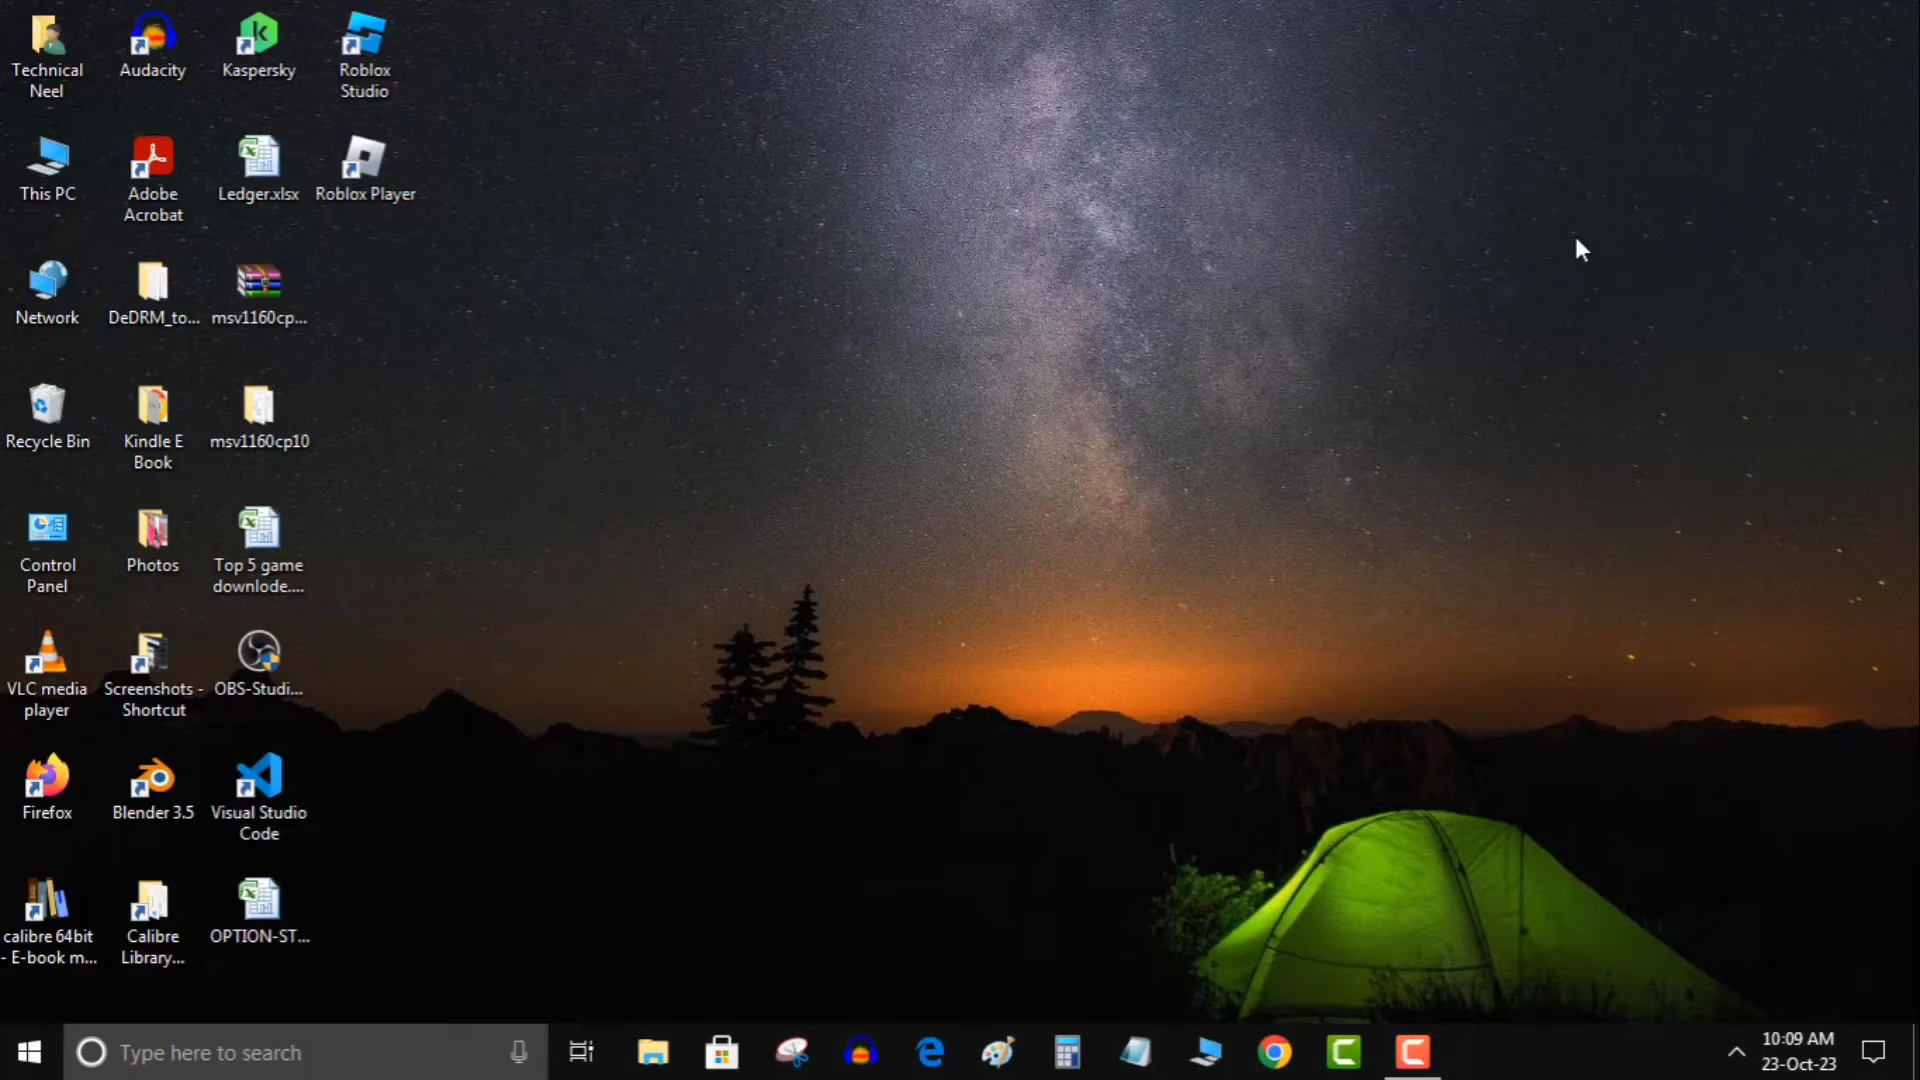 Technical
Neel
Audacity
Kaspersky
Roblox
Studio
This PC
Adobe
Acrobat
Ledger.xlsx
Roblox Player
Network
DeDRM_to...
msv1160cp...
Recycle Bin
Kindle E
Book
msv1160cp10
Control
Panel
Photos
Top 5 game
downlode....
VLC media
player
Screenshots -
Shortcut
OBS-Studi...
Firefox
Blender 3.5
Visual Studio
Code
calibre 64bit
- E-book m...
Calibre
Library...
OPTION-ST...
Type here to search
10:09 AM
23-Oct-23